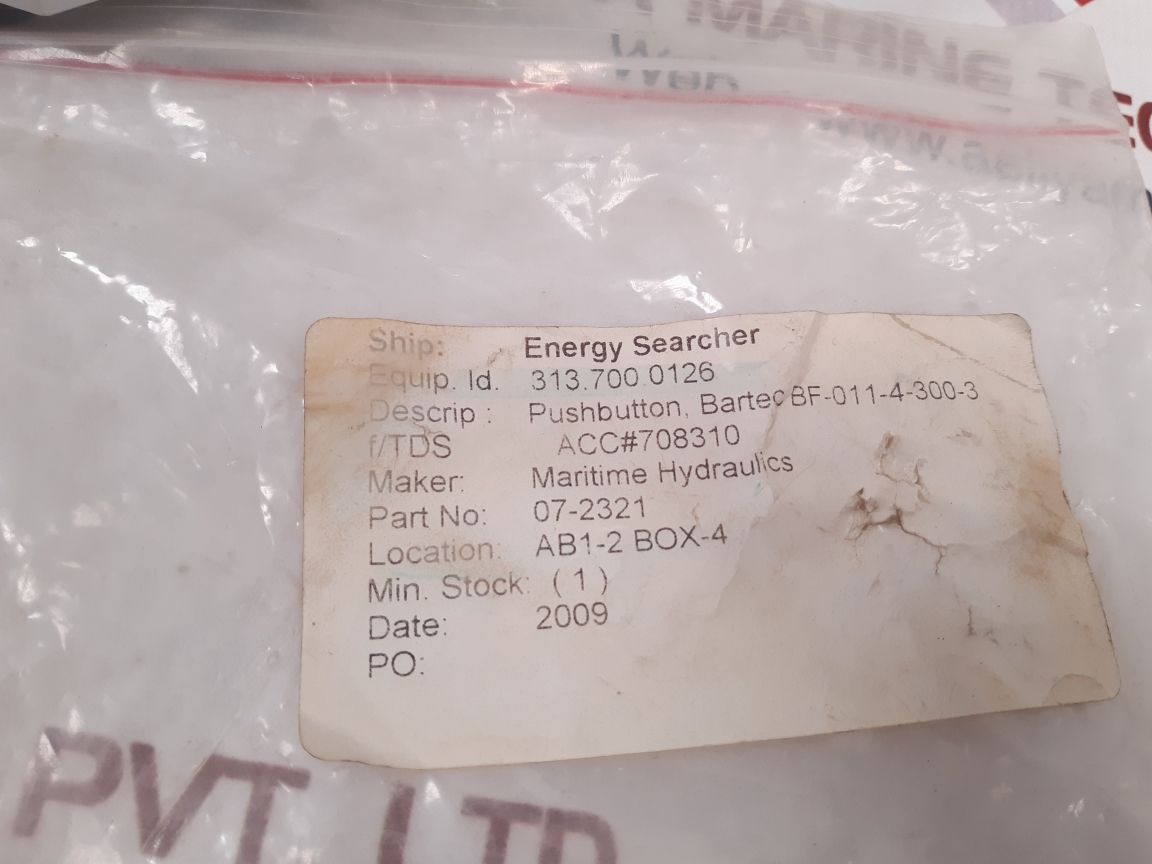 Ship: Energy Searcher
Equip. Id. 313.700.0126
Descrip : Pushbutton, Bartec BF-011-4-300-3
f/TDS ACC#708310
Maker: Maritime Hydraulics
Part No: 07-2321
Location: AB1-2 BOX-4
Min. Stock: ( 1 )
Date: 2009
PO:
PVT LTD